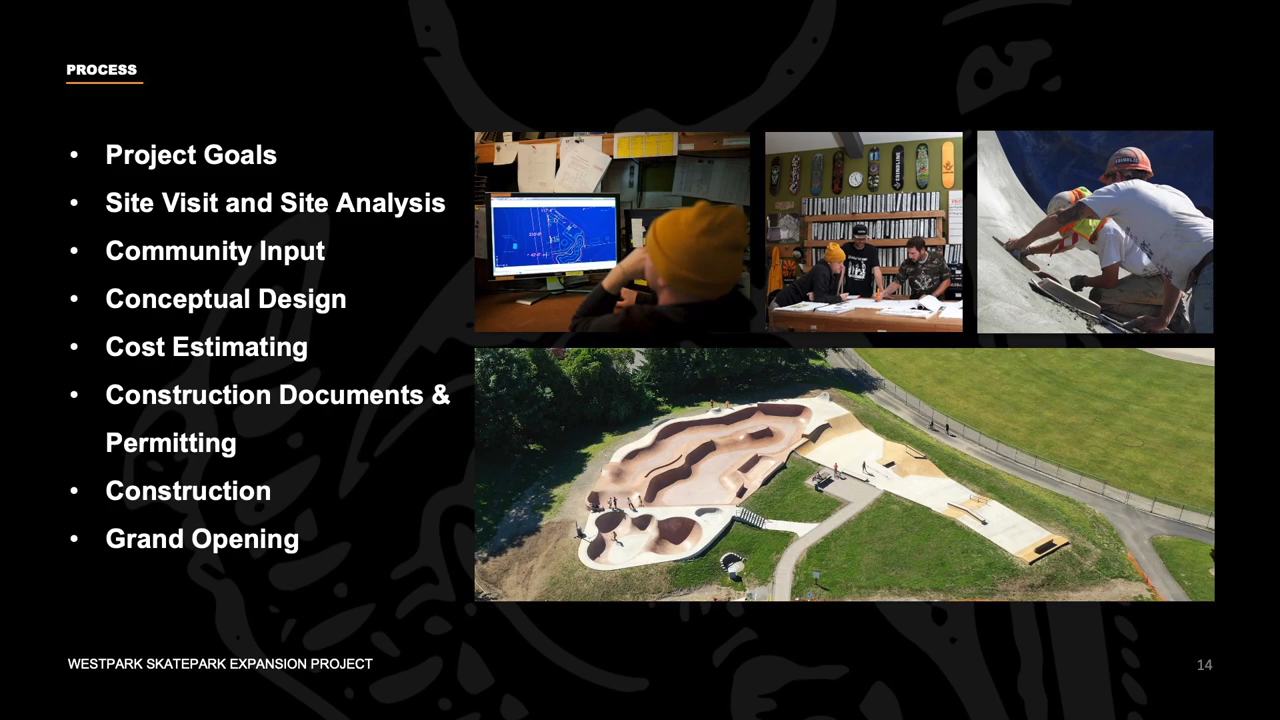 PROCESS
• Project Goals
• Site Visit and Site Analysis
• Community Input
• Conceptual Design
• Cost Estimating
• Construction Documents &
Permitting
• Construction
• Grand Opening
WESTPARK SKATEPARK EXPANSION PROJECT
14